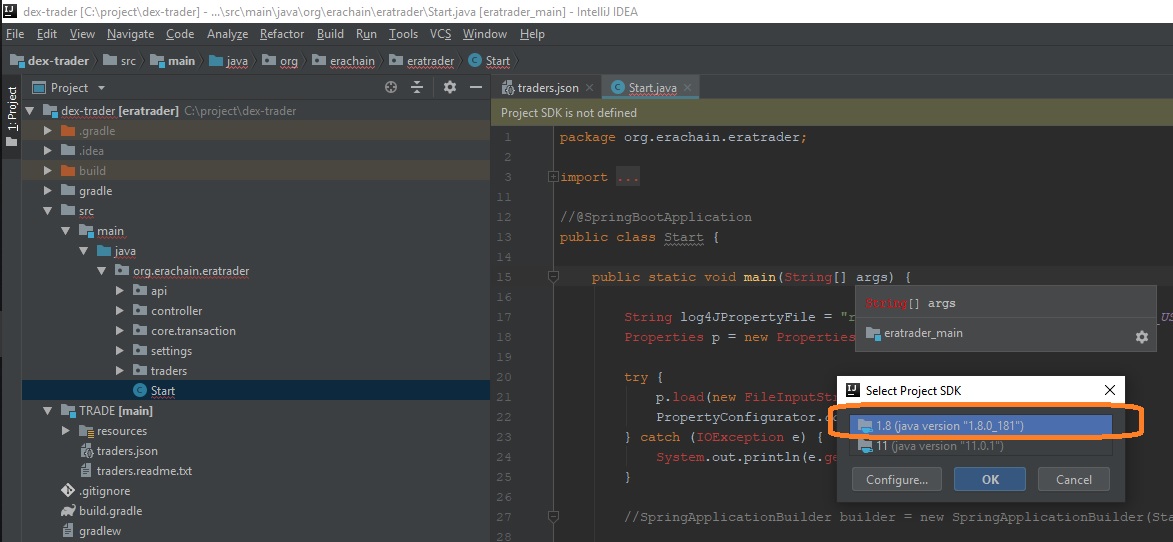 dex-trader [C:\project\dex-trader] - ...\src\main\java\org\erachain\eratrader\Start.java [eratrader_main] - IntelliJ IDEA
File Edit View Navigate Code Analyze Refactor Build Run Tools VCS Window Help
dex-trader src main java org erachain eratrader Start
1: Project
Project
traders.json Start.java
dex-trader [eratrader] C:\project\dex-trader
Project SDK is not defined
.gradle
.idea
build
gradle
src
main
java
org.erachain.eratrader
api
controller
core.transaction
settings
traders
Start
TRADE [main]
resources
traders.json
traders.readme.txt
.gitignore
build.gradle
gradlew
1 package org.erachain.eratrader;
2
3 import ...
11
12 //@SpringBootApplication
13 public class Start {
14
15 public static void main(String[] args) {
16
17 String log4JPropertyFile = "r
18 Properties p = new Properties
19
20 try {
21 p.load(new FileInputStr
22 PropertyConfigurator.
23 } catch (IOException e) {
24 System.out.println(e.ge
25 }
26
27 //SpringApplicationBuilder builder = new SpringApplicationBuilder(Sta
28
String[] args
eratrader_main
Select Project SDK
1.8 (java version "1.8.0_181")
11 (java version "11.0.1")
Configure... OK Cancel